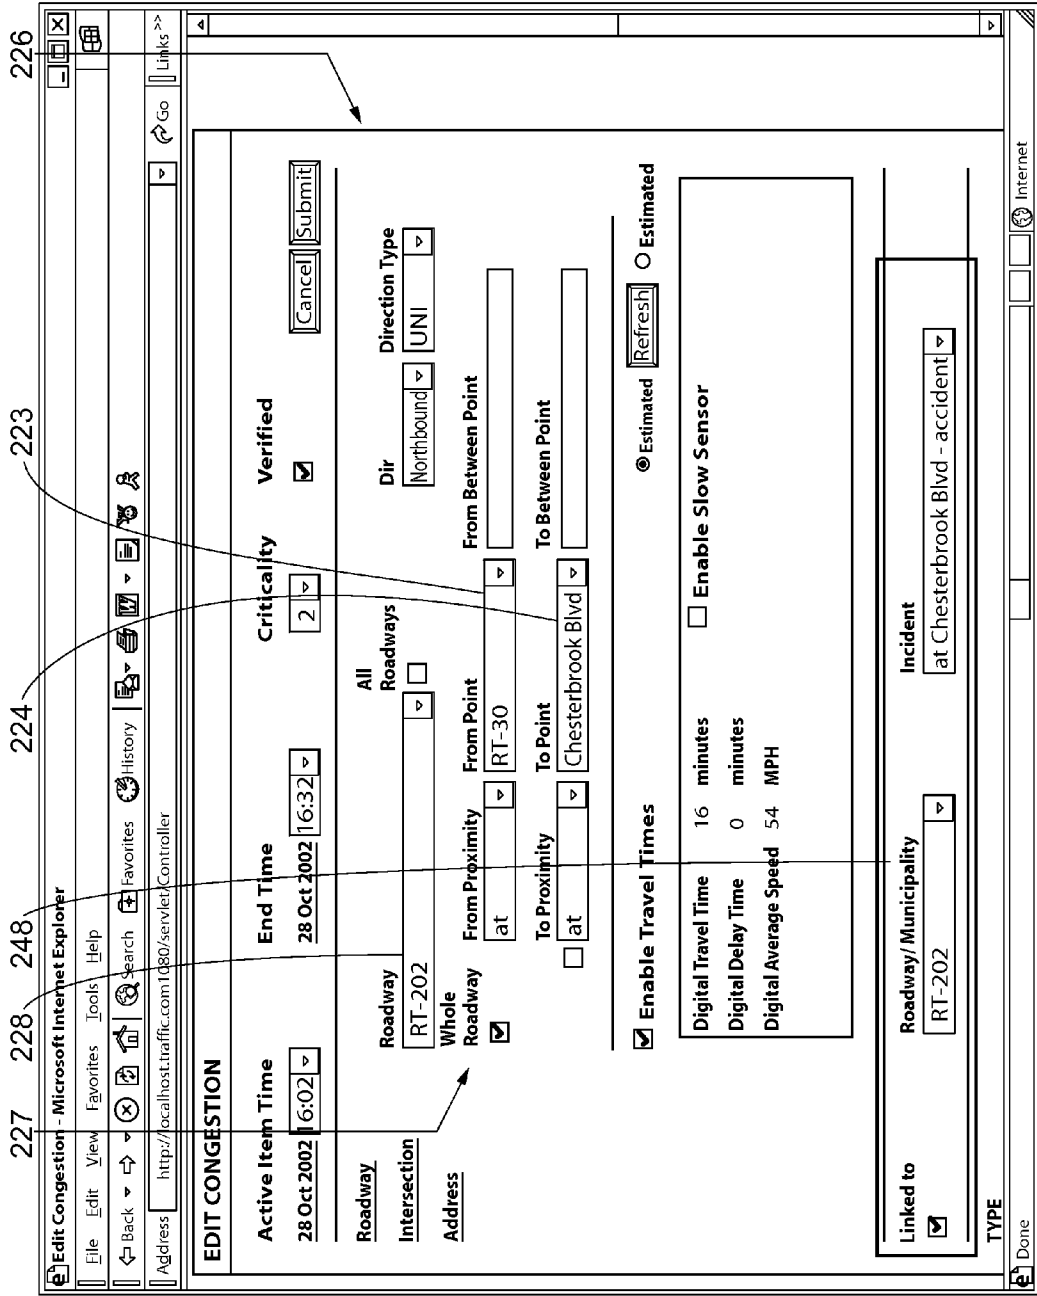 227 228 248 224 223 226
Edit Congestion - Microsoft Internet Explorer
File Edit View Favorites Tools Help
Back Search Favorites History
Address http://localhost.traffic.com1080/servlet/Controller Go Links >>
EDIT CONGESTION
Active Item Time End Time Criticality Verified
28 Oct 2002 16:02 28 Oct 2002 16:32 2 Cancel Submit
Roadway
Intersection
Address
Roadway All Roadways Dir Direction Type
RT-202 Northbound UNI
Whole Roadway
From Proximity From Point From Between Point
at RT-30
To Proximity To Point To Between Point
at Chesterbrook Blvd
Enable Travel Times Estimated Refresh Estimated
Digital Travel Time 16 minutes Enable Slow Sensor
Digital Delay Time 0 minutes
Digital Average Speed 54 MPH
Linked to Roadway/Municipality Incident
RT-202 at Chesterbrook Blvd - accident
TYPE
Done Internet